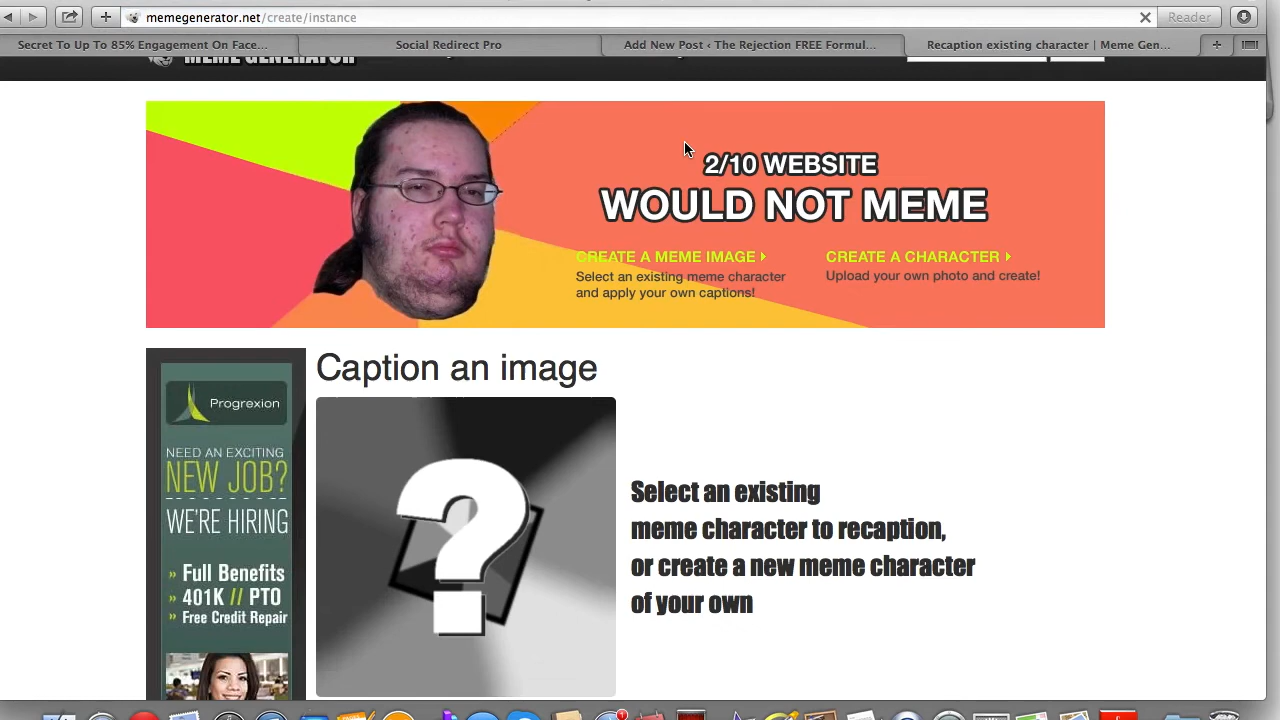 memegenerator.net/create/instance
Reader
Secret To Up To 85% Engagement On Face...
Social Redirect Pro
Add New Post ‹ The Rejection FREE Formul...
Recaption existing character | Meme Gen...
MEME GENERATOR
2/10 WEBSITE
WOULD NOT MEME
CREATE A MEME IMAGE
Select an existing meme character
and apply your own captions!
CREATE A CHARACTER
Upload your own photo and create!
Caption an image
Progrexion
NEED AN EXCITING
NEW JOB?
WE'RE HIRING
» Full Benefits
» 401K // PTO
» Free Credit Repair
?
Select an existing
meme character to recaption,
or create a new meme character
of your own
1